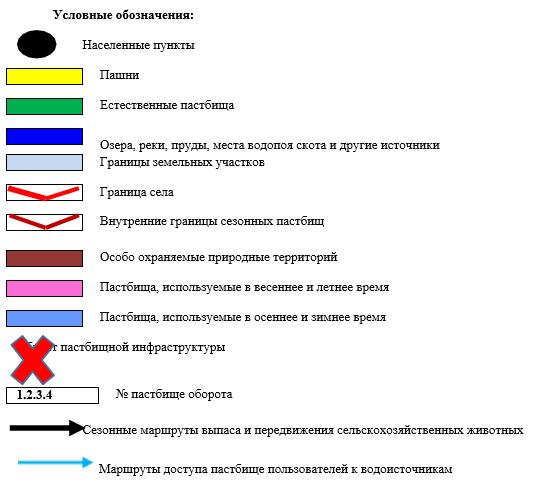 Условные обозначения:
Населенные пункты
Пашни
Естественные пастбища
Озера, реки, пруды, места водопоя скота и другие источники
Границы земельных участков
Граница села
Внутренние границы сезонных пастбищ
Особо охраняемые природные территорий
Пастбища, используемые в весеннее и летнее время
Пастбища, используемые в осеннее и зимнее время
пастбищной инфраструктуры
1.2.3.4 № пастбище оборота
Сезонные маршруты выпаса и передвижения сельскохозяйственных животных
Маршруты доступа пастбище пользователей к водоисточникам